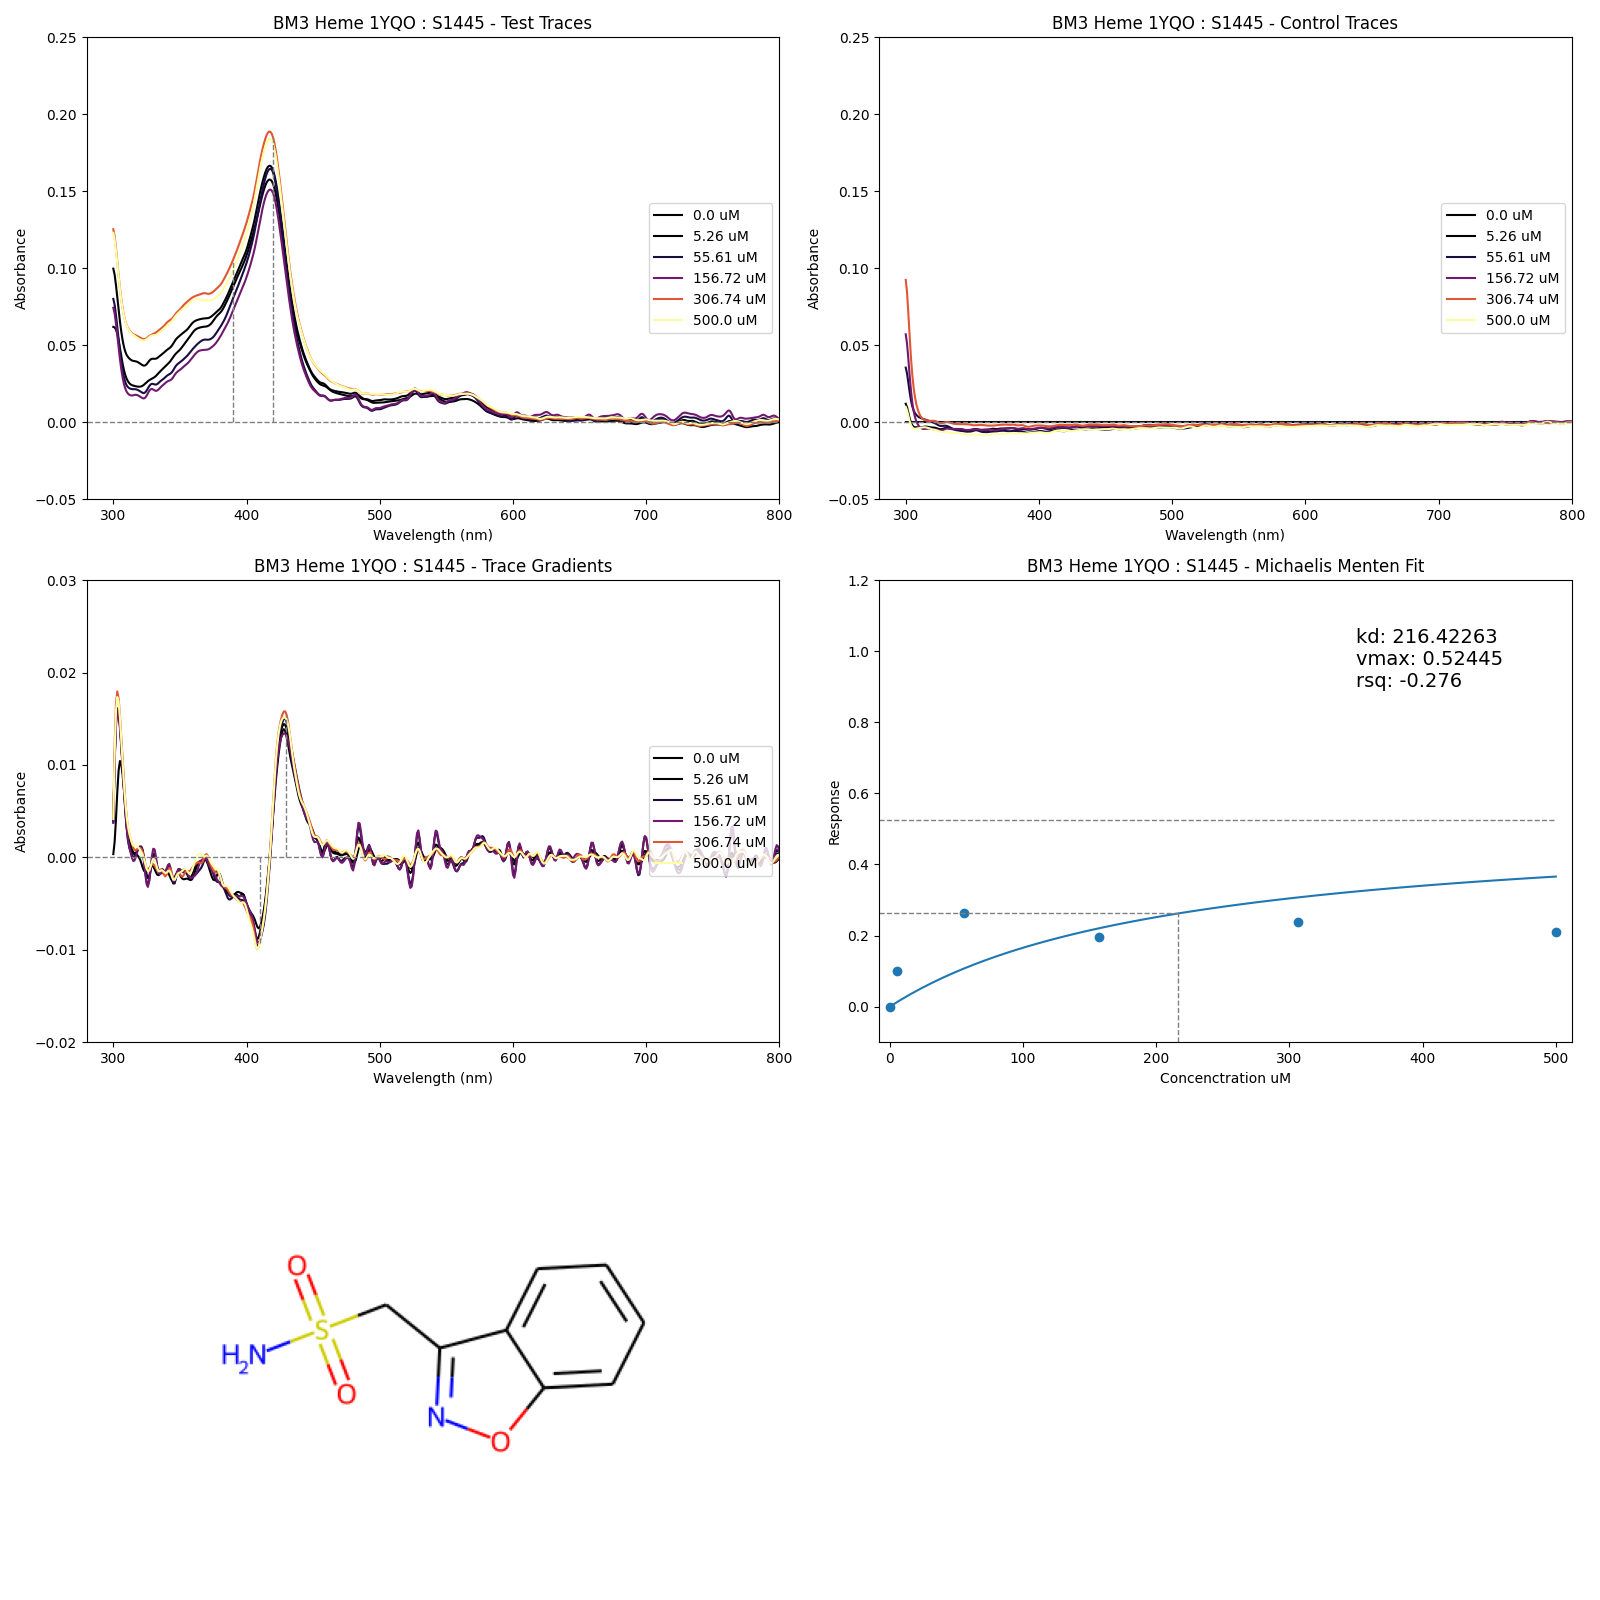 BM3 Heme 1YQO : S1445 - Test Traces
0.25
0.20
0.15
0.10
0.05
0.00
−0.05
Absorbance
300 400 500 600 700 800
Wavelength (nm)
0.0 uM
5.26 uM
55.61 uM
156.72 uM
306.74 uM
500.0 uM
BM3 Heme 1YQO : S1445 - Control Traces
0.25
0.20
0.15
0.10
0.05
0.00
−0.05
Absorbance
300 400 500 600 700 800
Wavelength (nm)
0.0 uM
5.26 uM
55.61 uM
156.72 uM
306.74 uM
500.0 uM
BM3 Heme 1YQO : S1445 - Trace Gradients
0.03
0.02
0.01
0.00
−0.01
−0.02
Absorbance
300 400 500 600 700 800
Wavelength (nm)
0.0 uM
5.26 uM
55.61 uM
156.72 uM
306.74 uM
500.0 uM
BM3 Heme 1YQO : S1445 - Michaelis Menten Fit
1.2
1.0
0.8
0.6
0.4
0.2
0.0
Response
kd: 216.42263
vmax: 0.52445
rsq: -0.276
0 100 200 300 400 500
Concenctration uM
O
S
H2N
O
N
O